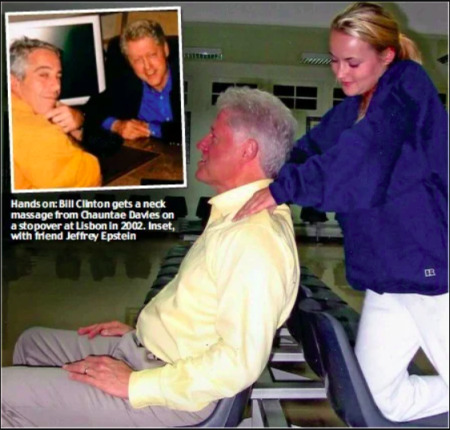 Hands on: Bill Clinton gets a neck
massage from Chauntae Davies on
a stopover at Lisbon in 2002. Inset,
with friend Jeffrey Epstein